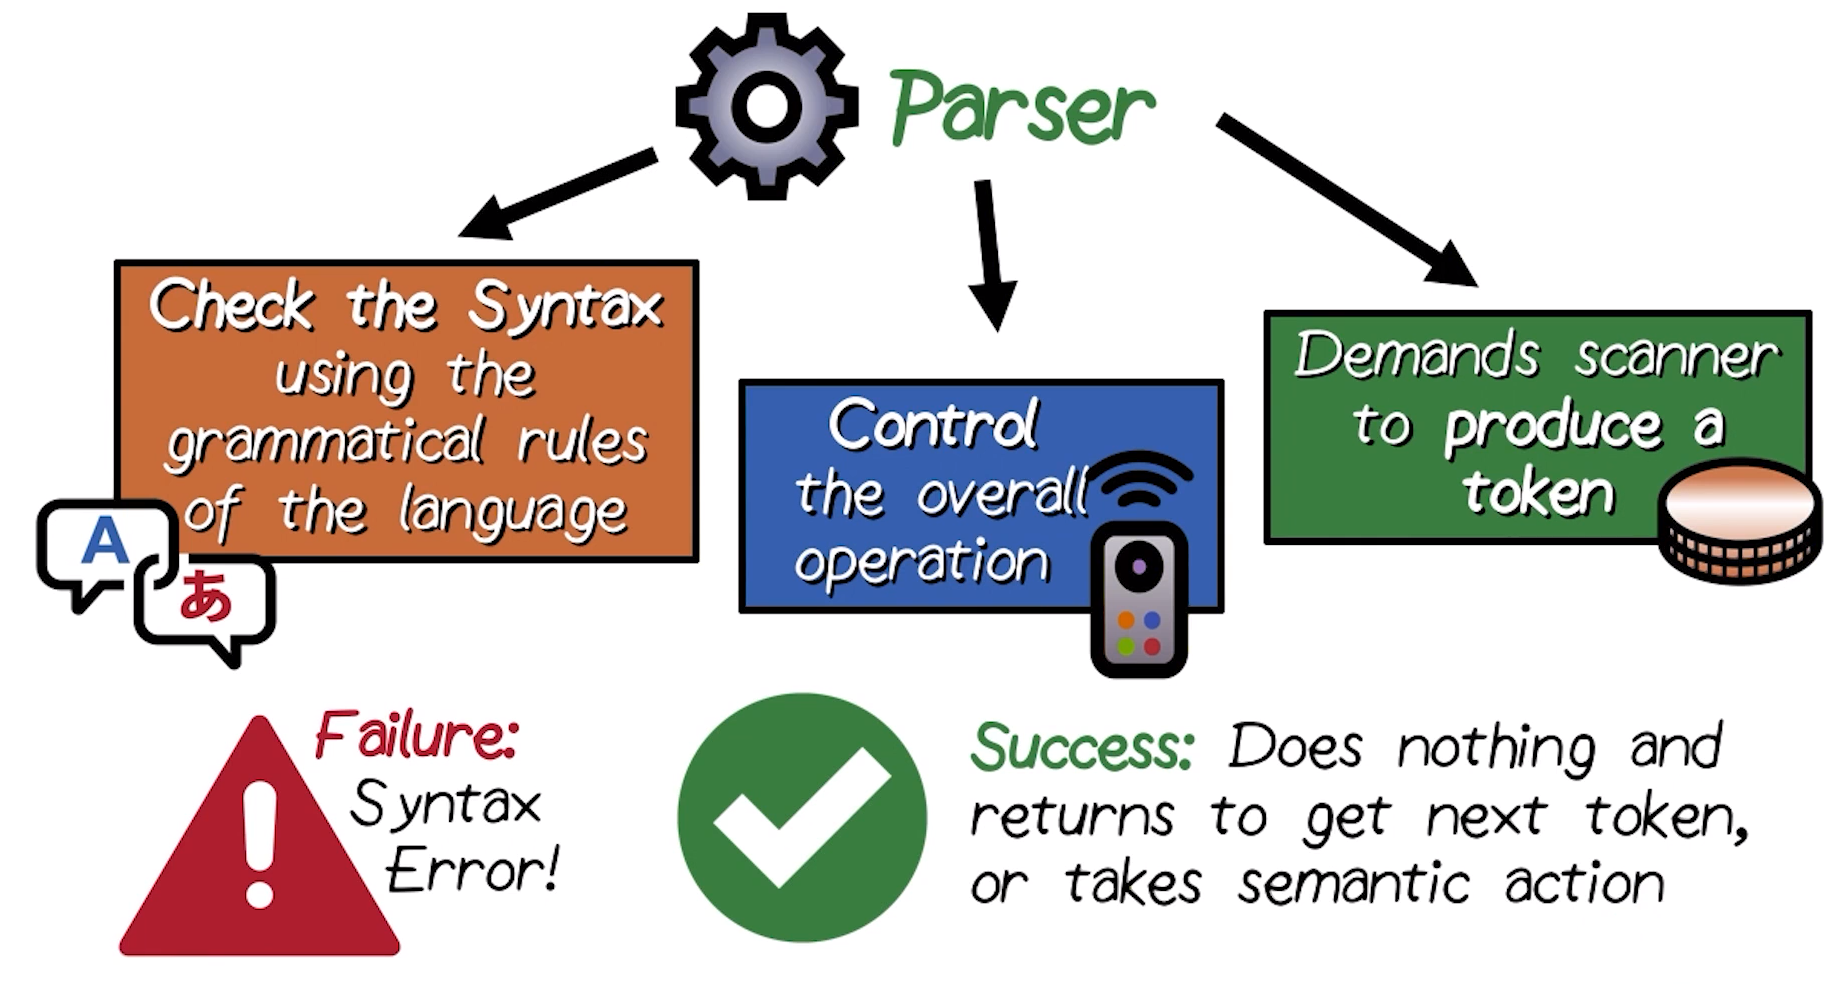 Parser
Check the Syntax
using the
grammatical rules
of the language
A
あ
Control
the overall
operation
Demands scanner
to produce a
token
Failure:
Syntax
Error!
Success: Does nothing and
returns to get next token,
or takes semantic action